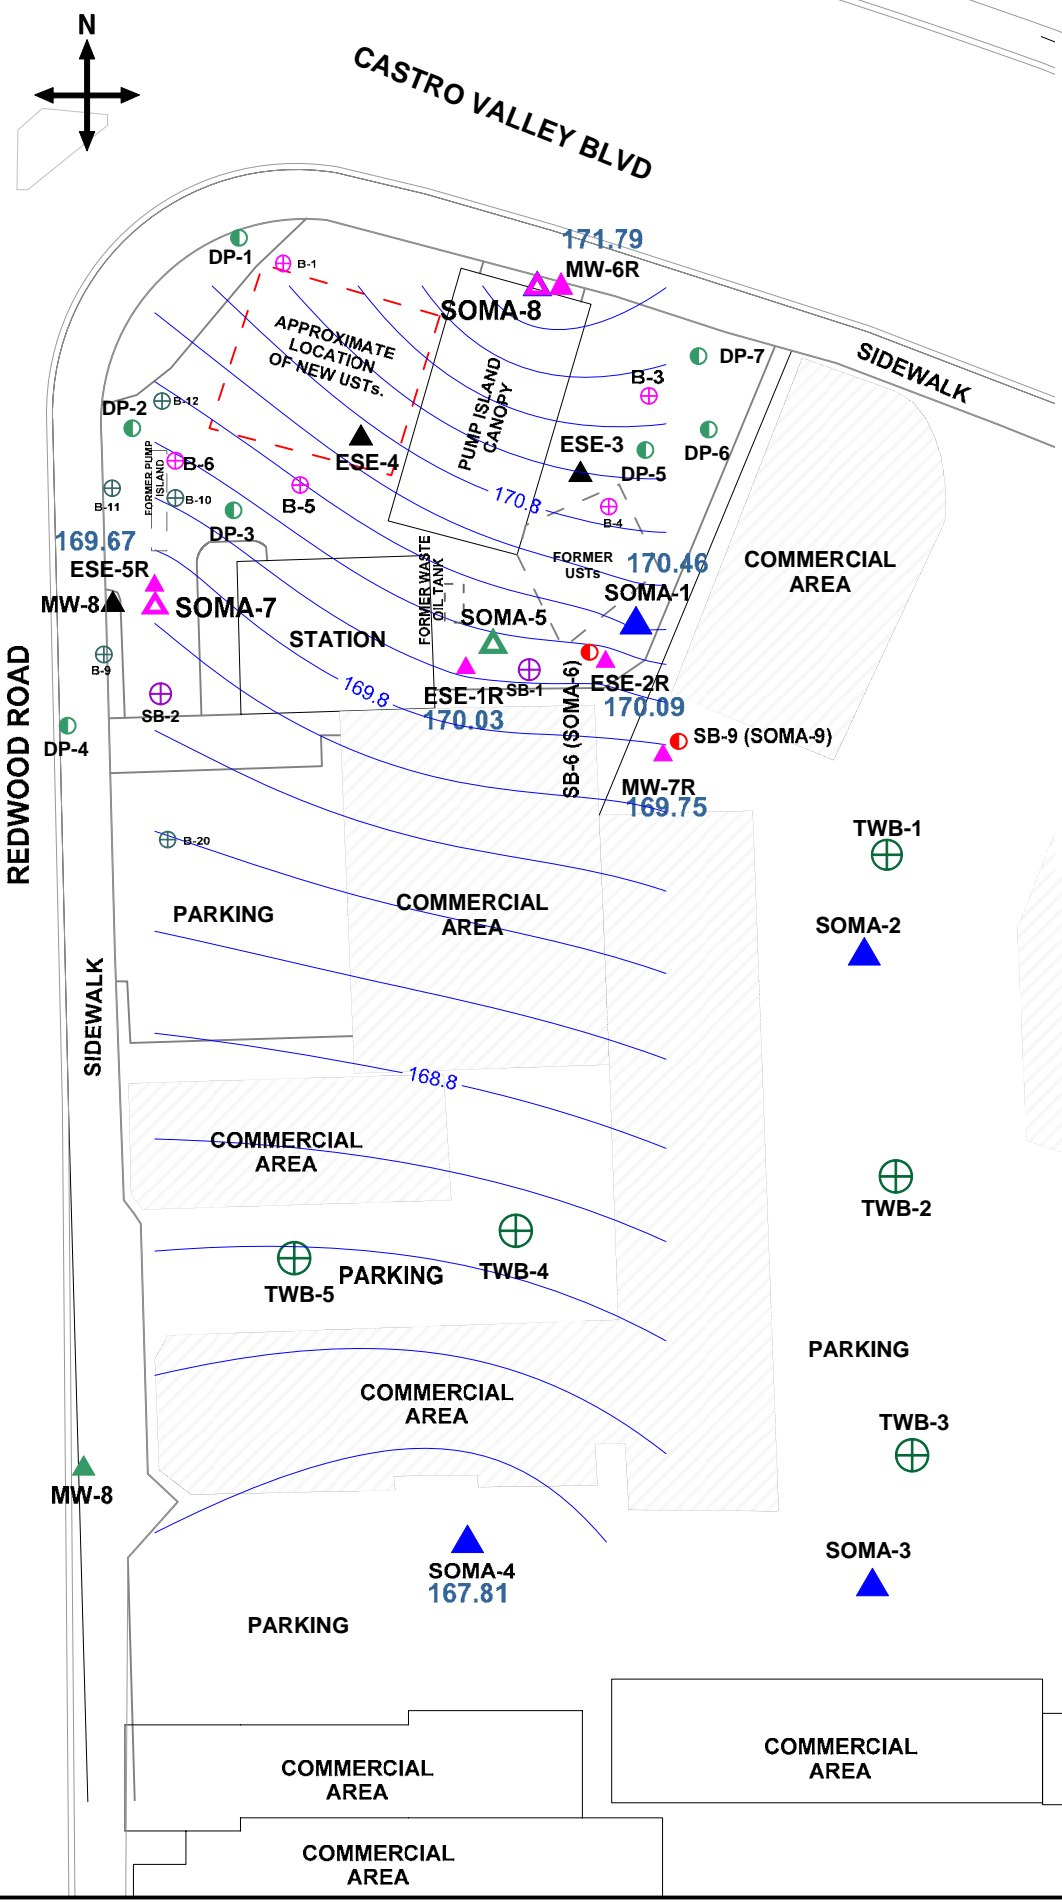 N
CASTRO VALLEY BLVD
171.79
MW-6R
DP-1
B-1
SOMA-8
APPROXIMATE
LOCATION
OF NEW USTs.
SIDEWALK
DP-7
B-3
PUMP ISLAND
CANOPY
B-12
DP-2
ESE-3
DP-6
ESE-4
B-6
DP-5
FORMER PUMP
ISLAND
B-11
B-10
B-5
170.8
B-4
DP-3
169.67
ESE-5R
FORMER WASTE
OIL TANK
FORMER
USTs
170.46
COMMERCIAL
AREA
MW-8
SOMA-7
SOMA-1
SOMA-5
STATION
B-9
REDWOOD ROAD
SB-2
169.8
ESE-1R
SB-1
SB-6 (SOMA-6)
ESE-2R
170.03
170.09
DP-4
SB-9 (SOMA-9)
MW-7R
169.75
B-20
TWB-1
PARKING
COMMERCIAL
AREA
SOMA-2
SIDEWALK
168.8
COMMERCIAL
AREA
TWB-2
TWB-4
PARKING
TWB-5
PARKING
COMMERCIAL
AREA
TWB-3
MW-8
SOMA-4
167.81
SOMA-3
PARKING
COMMERCIAL
AREA
COMMERCIAL
AREA
COMMERCIAL
AREA